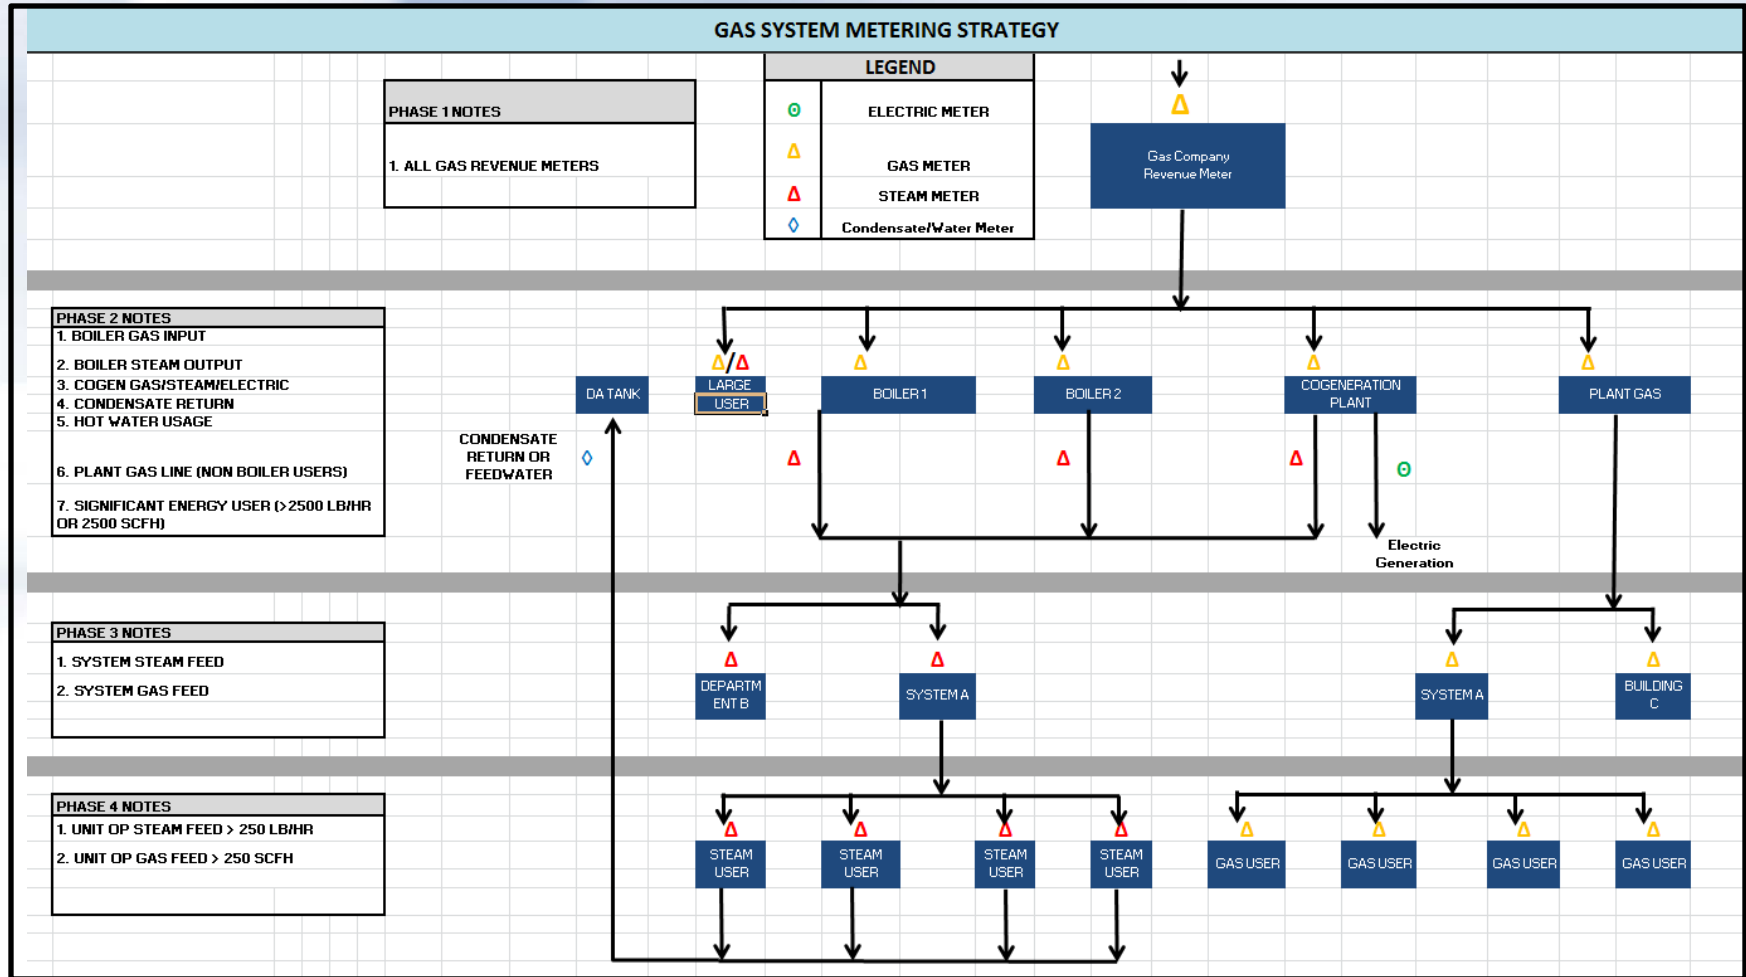 GAS SYSTEM METERING STRATEGY
LEGEND
ELECTRIC METER
GAS METER
STEAM METER
Condensate/Water Meter
PHASE 1 NOTES
1. ALL GAS REVENUE METERS
Gas Company
Revenue Meter
PHASE 2 NOTES
1. BOILER GAS INPUT
2. BOILER STEAM OUTPUT
3. COGEN GAS/STEAM/ELECTRIC
4. CONDENSATE RETURN
5. HOT WATER USAGE
6. PLANT GAS LINE (NON BOILER USERS)
7. SIGNIFICANT ENERGY USER (>2500 LB/HR
OR 2500 SCFH)
DA TANK
LARGE
USER
BOILER 1
BOILER 2
COGENERATION
PLANT
PLANT GAS
CONDENSATE
RETURN OR
FEEDWATER
Electric
Generation
PHASE 3 NOTES
1. SYSTEM STEAM FEED
2. SYSTEM GAS FEED
DEPARTM
ENT B
SYSTEM A
SYSTEM A
BUILDING
C
PHASE 4 NOTES
1. UNIT OP STEAM FEED > 250 LB/HR
2. UNIT OP GAS FEED > 250 SCFH
STEAM
USER
STEAM
USER
STEAM
USER
STEAM
USER
GAS USER
GAS USER
GAS USER
GAS USER